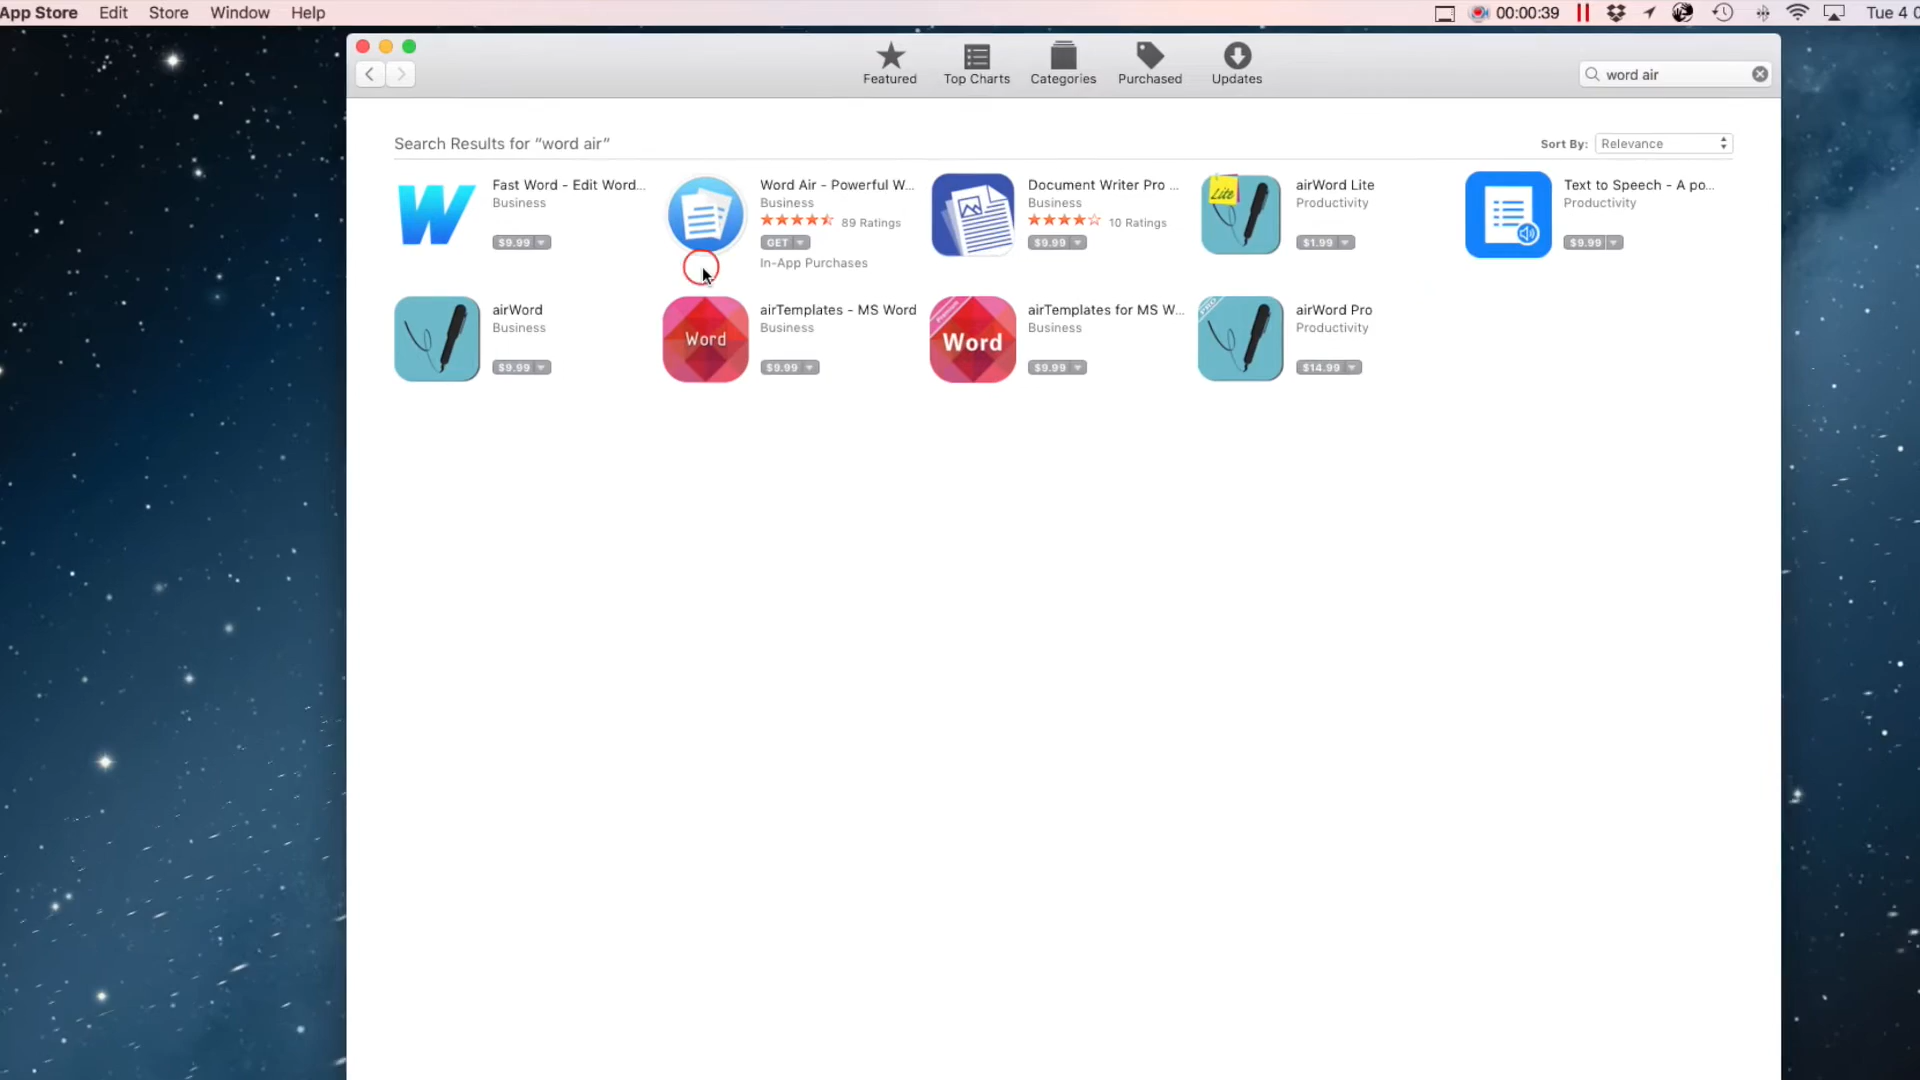 App Store Edit Store Window Help 00:00:39 Tue 4 O
Featured Top Charts Categories Purchased Updates
word air
Search Results for “word air”
Sort By: Relevance
Fast Word - Edit Word...
Business
$9.99
Word Air - Powerful W...
Business
89 Ratings
GET
In-App Purchases
Document Writer Pro ...
Business
10 Ratings
$9.99
Lite
airWord Lite
Productivity
$1.99
Text to Speech - A po...
Productivity
$9.99
airWord
Business
$9.99
Word
airTemplates - MS Word
Business
$9.99
Premium
Word
airTemplates for MS W...
Business
$9.99
PRO
airWord Pro
Productivity
$14.99